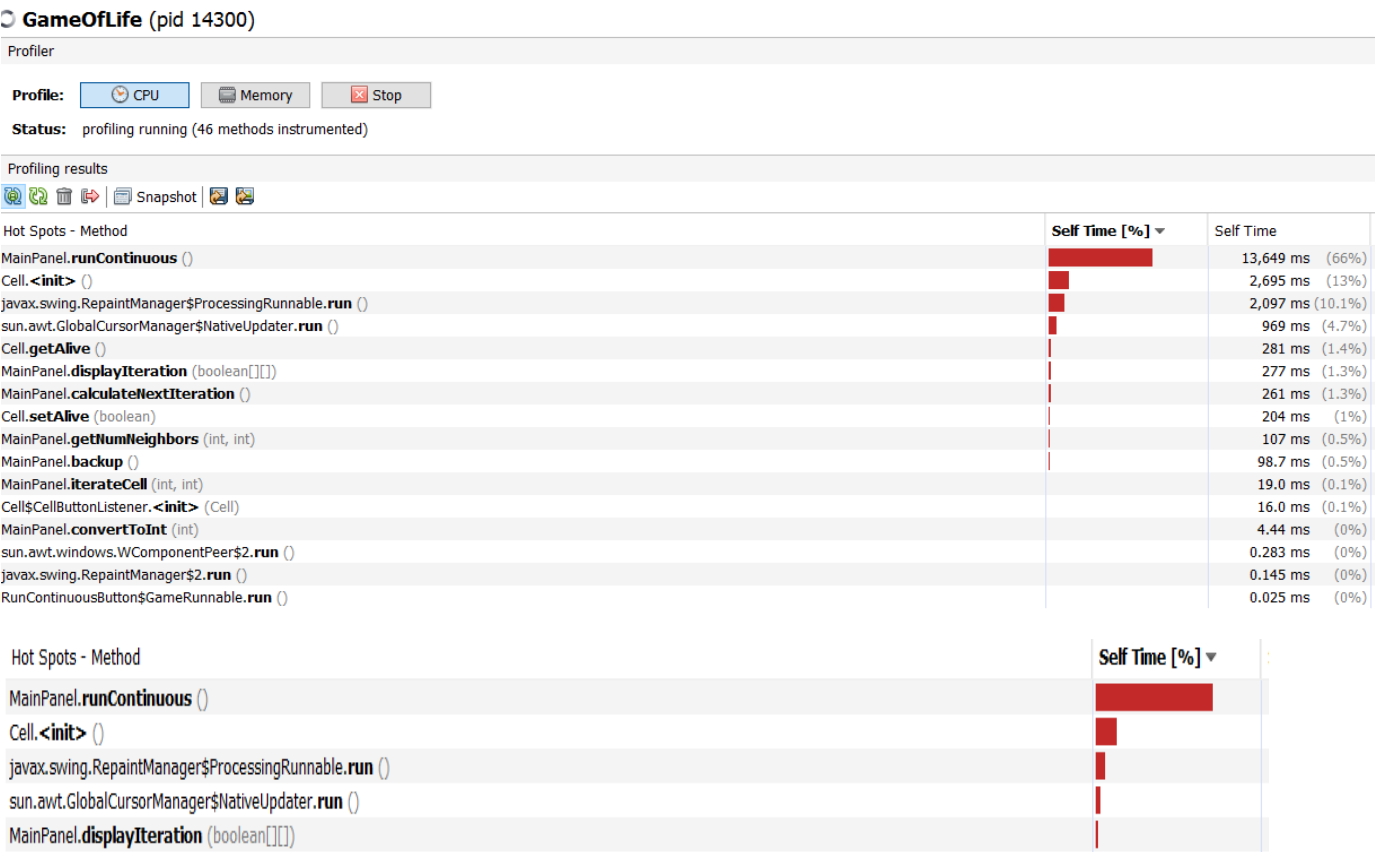 GameOfLife (pid 14300)
Profiler
Profile: CPU Memory Stop
Status: profiling running (46 methods instrumented)
Profiling results
Snapshot
Hot Spots - Method Self Time [%] Self Time
MainPanel.runContinuous () 13,649 ms (66%)
Cell.<init> () 2,695 ms (13%)
javax.swing.RepaintManager$ProcessingRunnable.run () 2,097 ms (10.1%)
sun.awt.GlobalCursorManager$NativeUpdater.run () 969 ms (4.7%)
Cell.getAlive () 281 ms (1.4%)
MainPanel.displayIteration (boolean[][]) 277 ms (1.3%)
MainPanel.calculateNextIteration () 261 ms (1.3%)
Cell.setAlive (boolean) 204 ms (1%)
MainPanel.getNumNeighbors (int, int) 107 ms (0.5%)
MainPanel.backup () 98.7 ms (0.5%)
MainPanel.iterateCell (int, int) 19.0 ms (0.1%)
Cell$CellButtonListener.<init> (Cell) 16.0 ms (0.1%)
MainPanel.convertToInt (int) 4.44 ms (0%)
sun.awt.windows.WComponentPeer$2.run () 0.283 ms (0%)
javax.swing.RepaintManager$2.run () 0.145 ms (0%)
RunContinuousButton$GameRunnable.run () 0.025 ms (0%)
Hot Spots - Method Self Time [%]
MainPanel.runContinuous ()
Cell.<init> ()
javax.swing.RepaintManager$ProcessingRunnable.run ()
sun.awt.GlobalCursorManager$NativeUpdater.run ()
MainPanel.displayIteration (boolean[][])